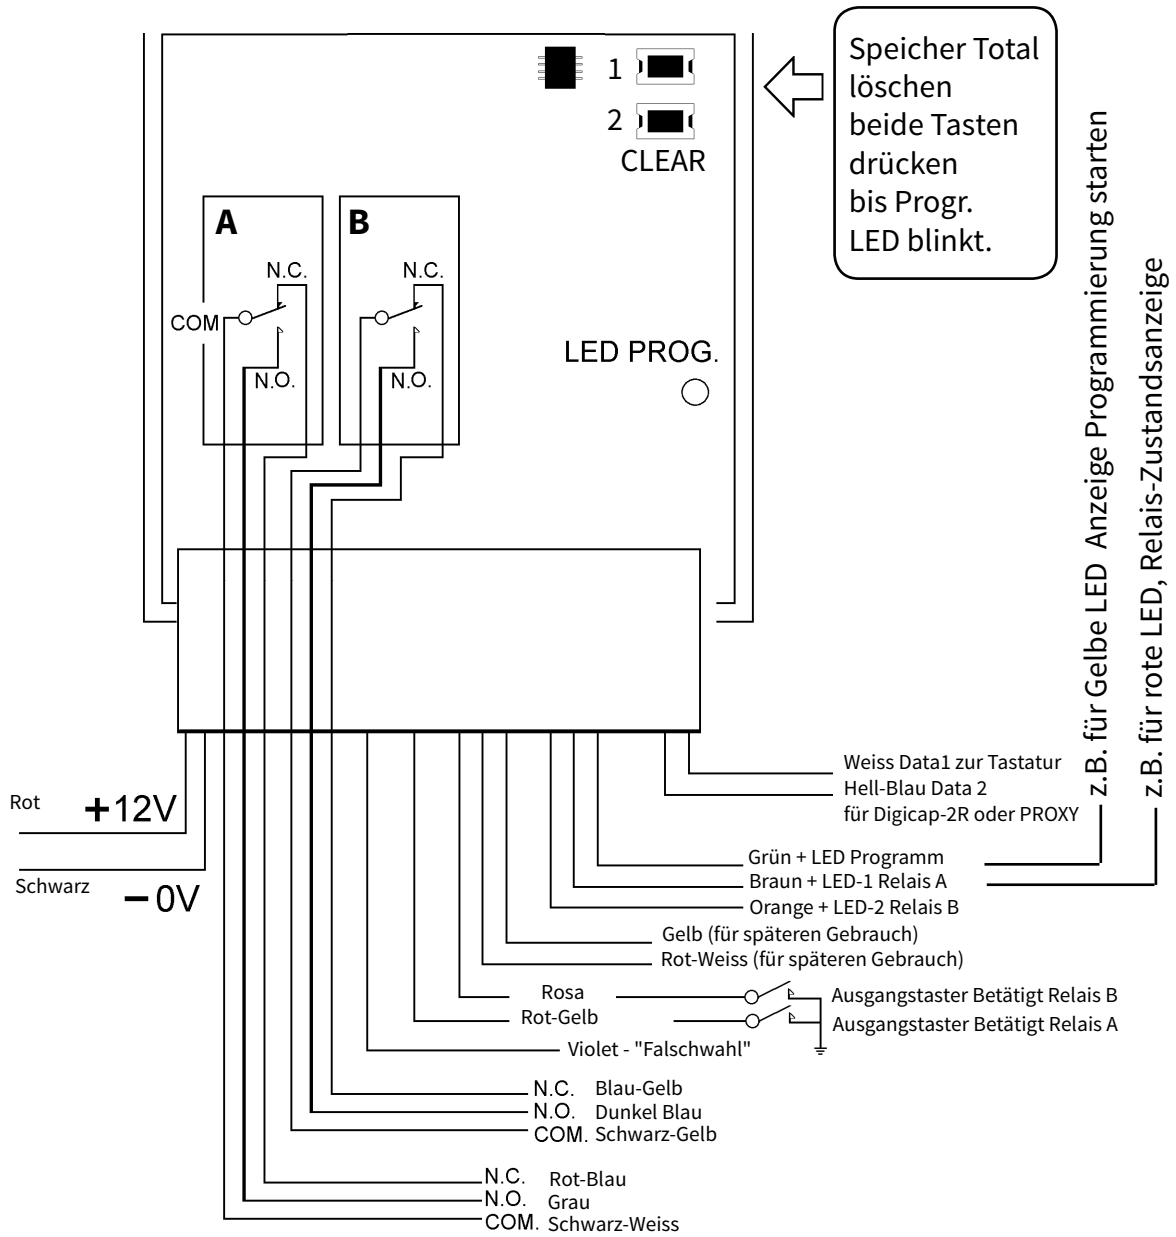 Speicher Total
löschen
beide Tasten
drücken
bis Progr.
LED blinkt.
1
2
CLEAR
A
B
N.C.
N.C.
COM
N.O.
N.O.
LED PROG.
z.B. für Gelbe LED Anzeige Programmierung starten
z.B. für rote LED, Relais-Zustandsanzeige
Rot
+12V
Schwarz
-0V
Weiss Data1 zur Tastatur
Hell-Blau Data 2
für Digicap-2R oder PROXY
Grün + LED Programm
Braun + LED-1 Relais A
Orange + LED-2 Relais B
Gelb (für späteren Gebrauch)
Rot-Weiss (für späteren Gebrauch)
Rosa
Ausgangstaster Betätigt Relais B
Rot-Gelb
Ausgangstaster Betätigt Relais A
Violet - "Falschwahl"
N.C. Blau-Gelb
N.O. Dunkel Blau
COM. Schwarz-Gelb
N.C. Rot-Blau
N.O. Grau
COM. Schwarz-Weiss